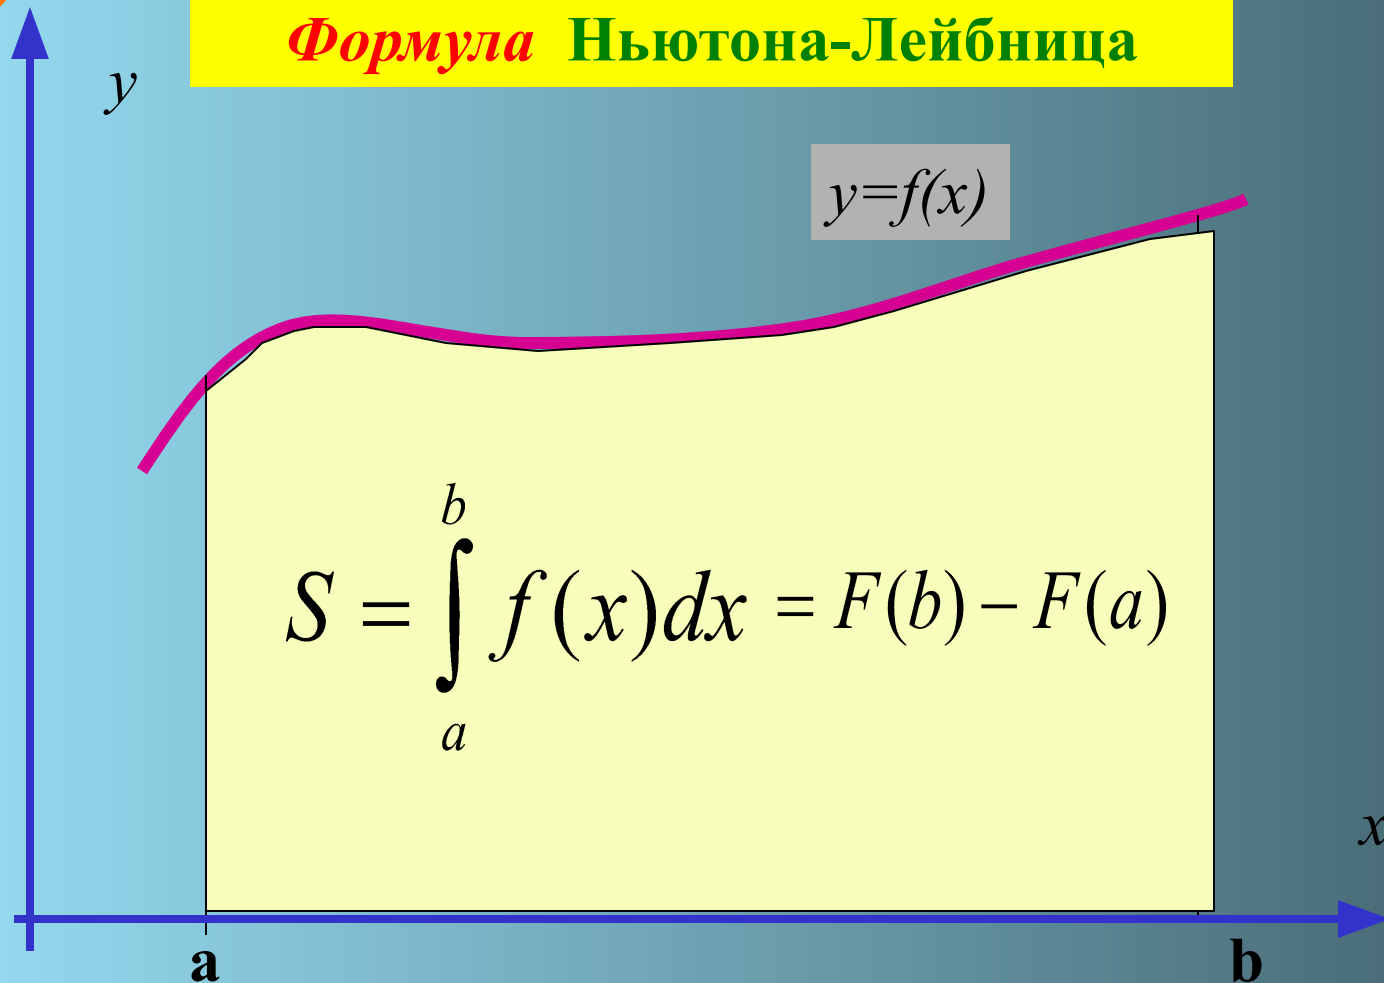 Формула Ньютона-Лейбница
y
y=f(x)
b
S = ∫ f(x)dx = F(b) − F(a)
a
x
a b